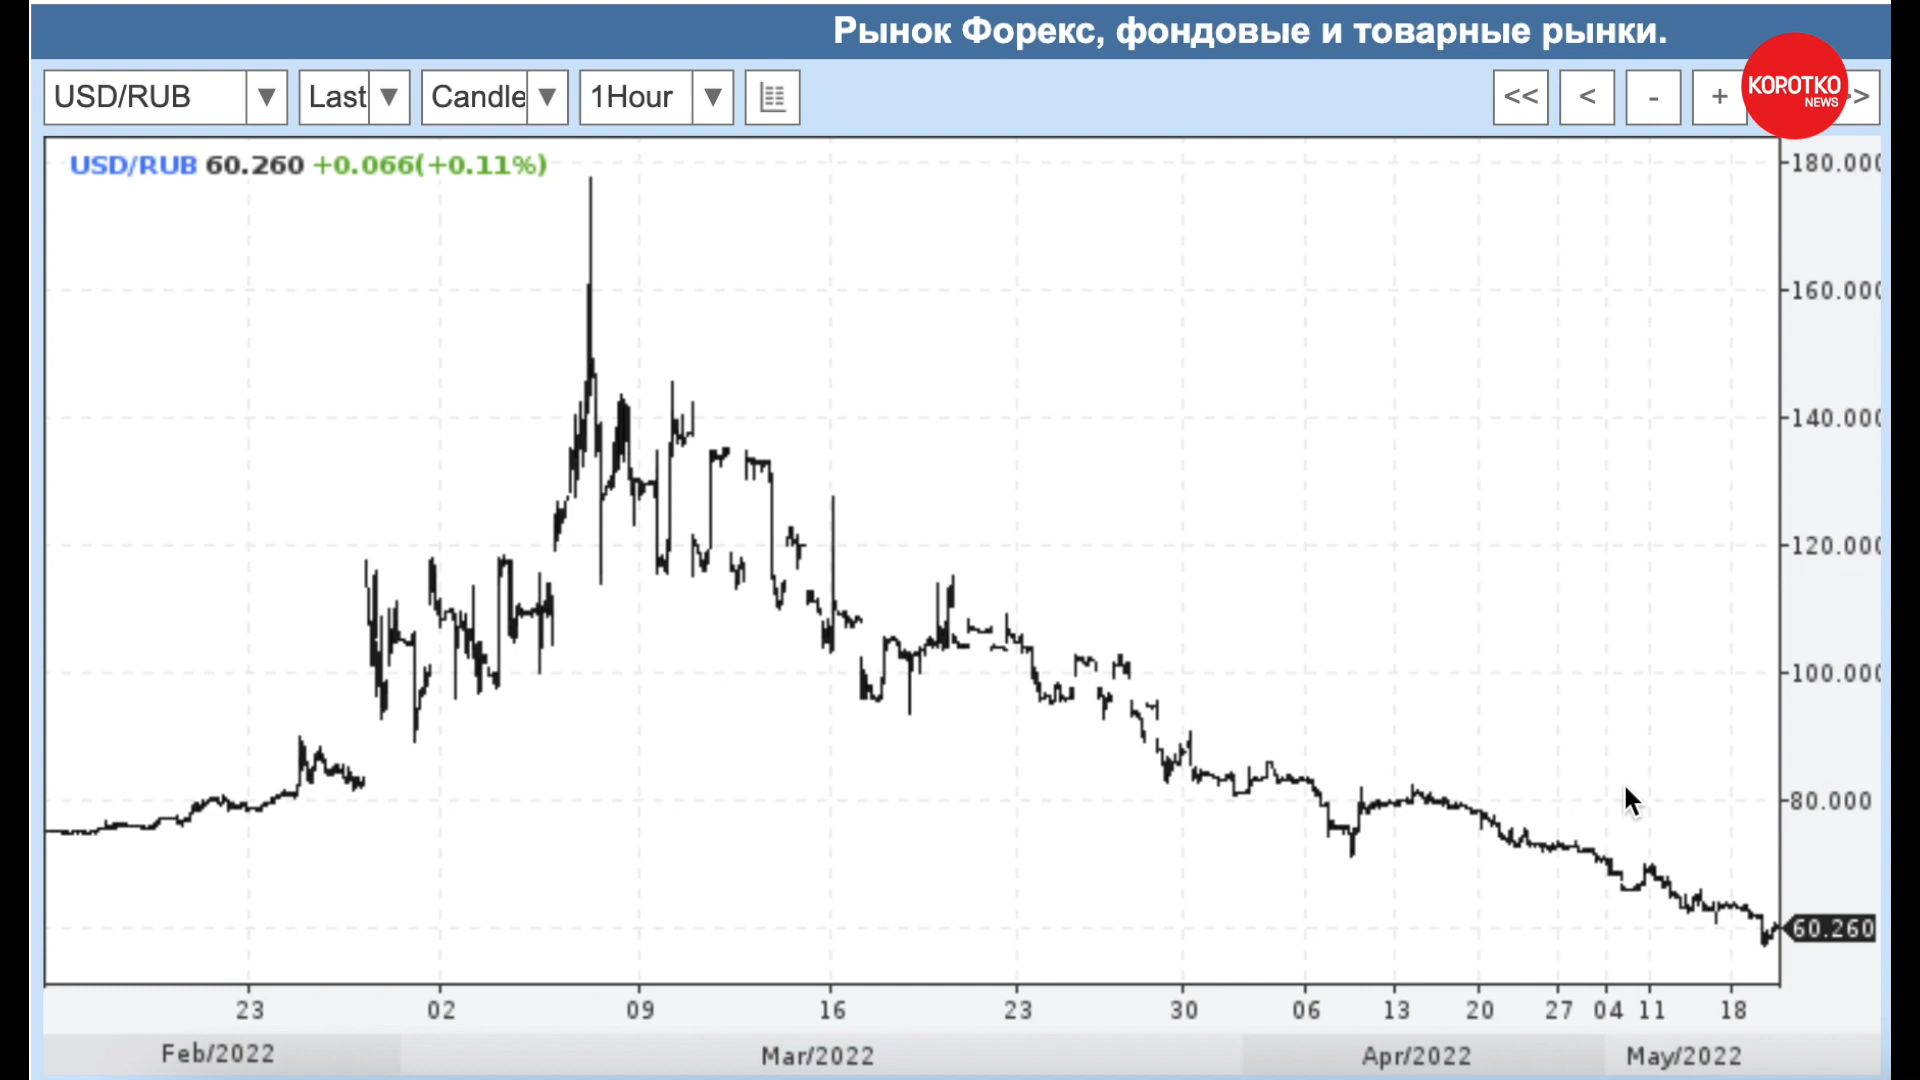 Рынок Форекс, фондовые и товарные рынки.
USD/RUB Last Candle 1Hour << < - + >
KOPOTKO
NEWS
USD/RUB 60.260 +0.066(+0.11%)
180.000
160.000
140.000
120.000
100.000
80.000
60.260
23 02 09 16 23 30 06 13 20 27 04 11 18
Feb/2022 Mar/2022 Apr/2022 May/2022